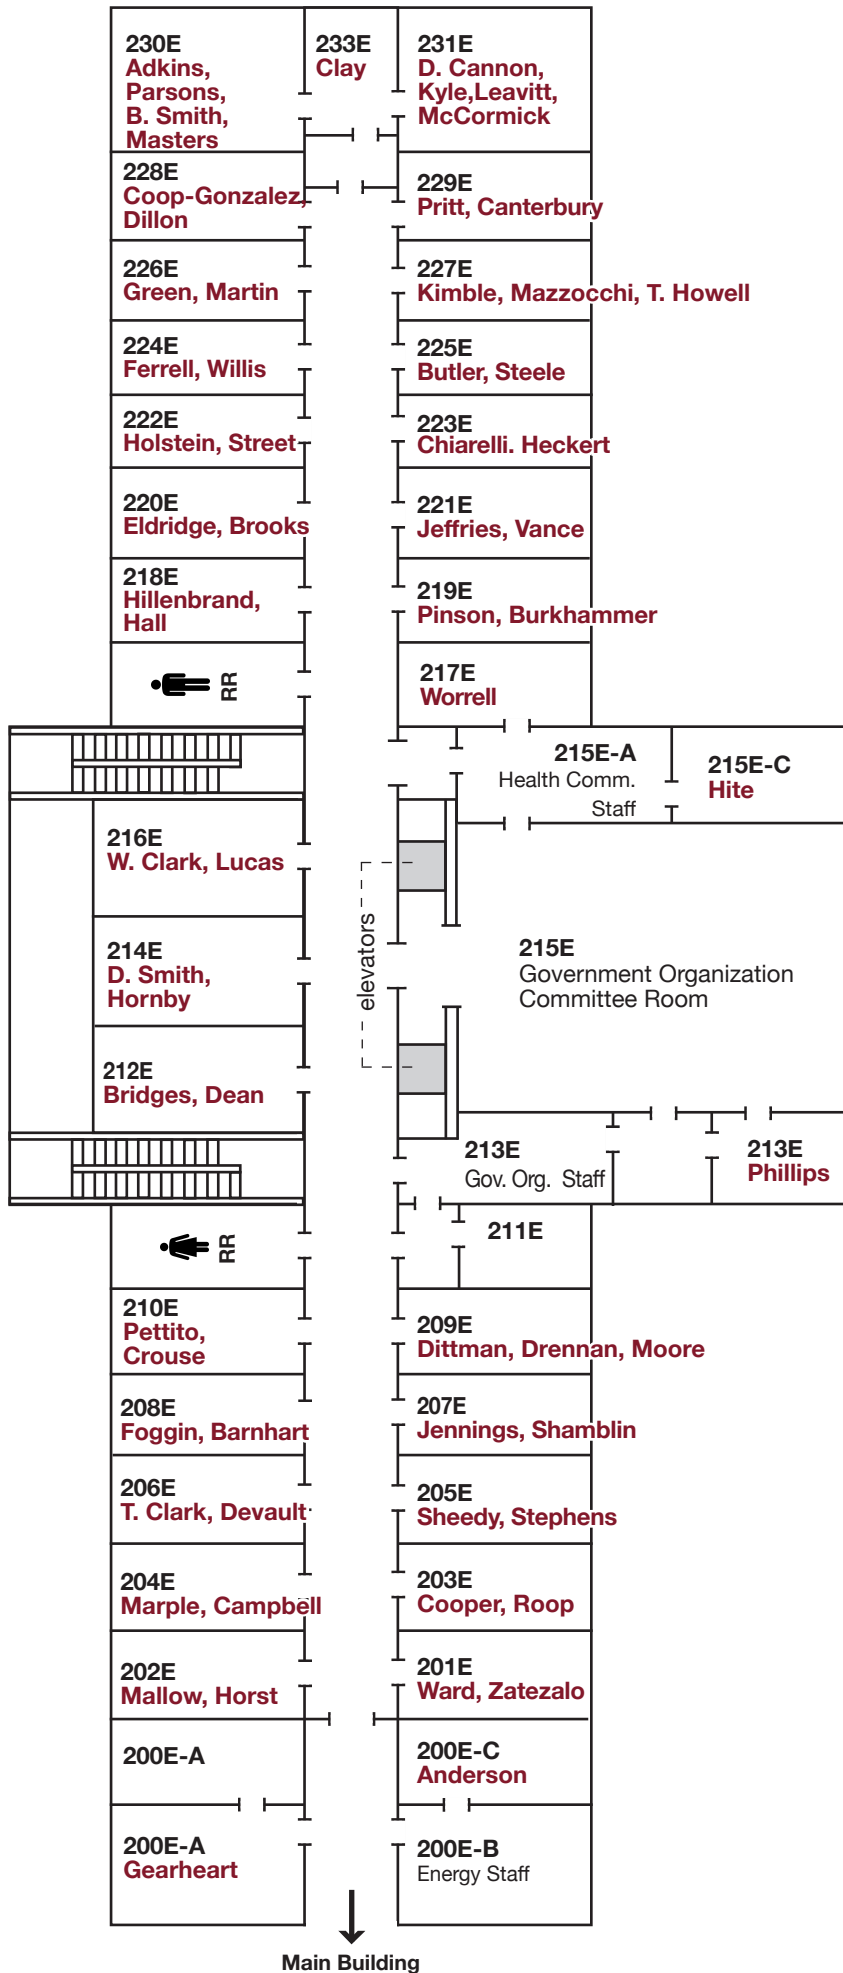 230E
Adkins,
Parsons,
B. Smith,
Masters
233E
Clay
231E
D. Cannon,
Kyle,Leavitt,
McCormick
228E
Coop-Gonzalez,
Dillon
229E
Pritt, Canterbury
226E
Green, Martin
227E
Kimble, Mazzocchi, T. Howell
224E
Ferrell, Willis
225E
Butler, Steele
222E
Holstein, Street
223E
Chiarelli. Heckert
220E
Eldridge, Brooks
221E
Jeffries, Vance
218E
Hillenbrand,
Hall
219E
Pinson, Burkhammer
RR
217E
Worrell
215E-A
Health Comm.
Staff
215E-C
Hite
216E
W. Clark, Lucas
elevators
214E
D. Smith,
Hornby
215E
Government Organization
Committee Room
212E
Bridges, Dean
213E
Gov. Org. Staff
213E
Phillips
RR
211E
210E
Pettito,
Crouse
209E
Dittman, Drennan, Moore
208E
Foggin, Barnhart
207E
Jennings, Shamblin
206E
T. Clark, Devault
205E
Sheedy, Stephens
204E
Marple, Campbell
203E
Cooper, Roop
202E
Mallow, Horst
201E
Ward, Zatezalo
200E-A
200E-C
Anderson
200E-A
Gearheart
200E-B
Energy Staff
Main Building